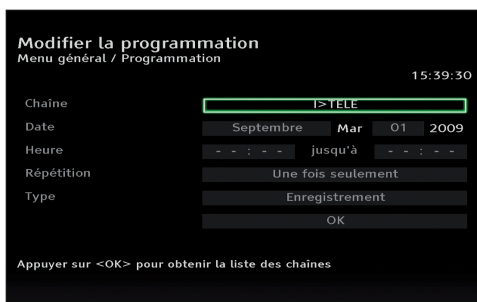 Modifier la programmation
Menu général / Programmation
15:39:30
Chaîne I>TELE
Date Septembre Mar 01 2009
Heure - - : - - jusqu'à - - : - -
Répétition Une fois seulement
Type Enregistrement
OK
Appuyer sur <OK> pour obtenir la liste des chaînes